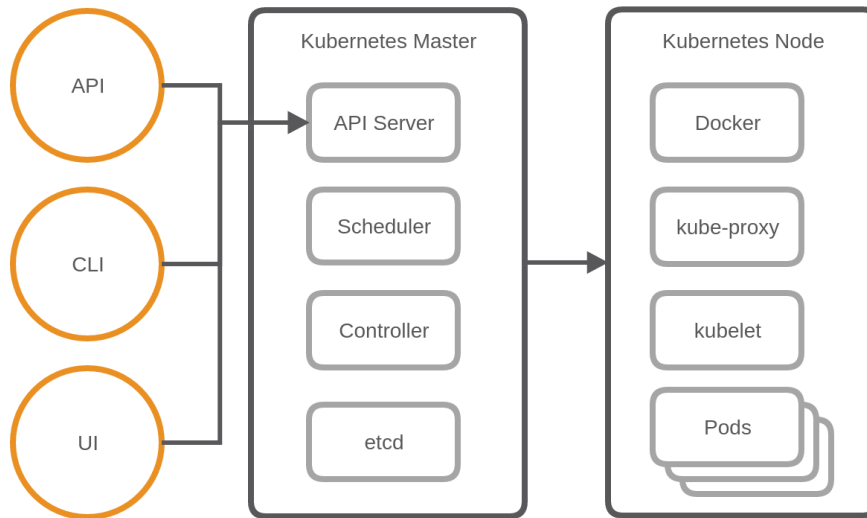 API
CLI
UI
Kubernetes Master
API Server
Scheduler
Controller
etcd
Kubernetes Node
Docker
kube-proxy
kubelet
Pods